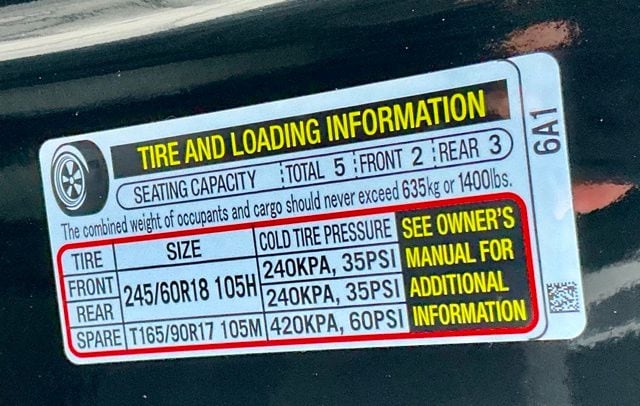 TIRE AND LOADING INFORMATION
SEATING CAPACITY TOTAL 5 FRONT 2 REAR 3
The combined weight of occupants and cargo should never exceed 635kg or 1400lbs.
TIRE SIZE COLD TIRE PRESSURE
FRONT 245/60R18 105H 240KPA, 35PSI
REAR 240KPA, 35PSI
SPARE T165/90R17 105M 420KPA, 60PSI
SEE OWNER'S
MANUAL FOR
ADDITIONAL
INFORMATION
6A1